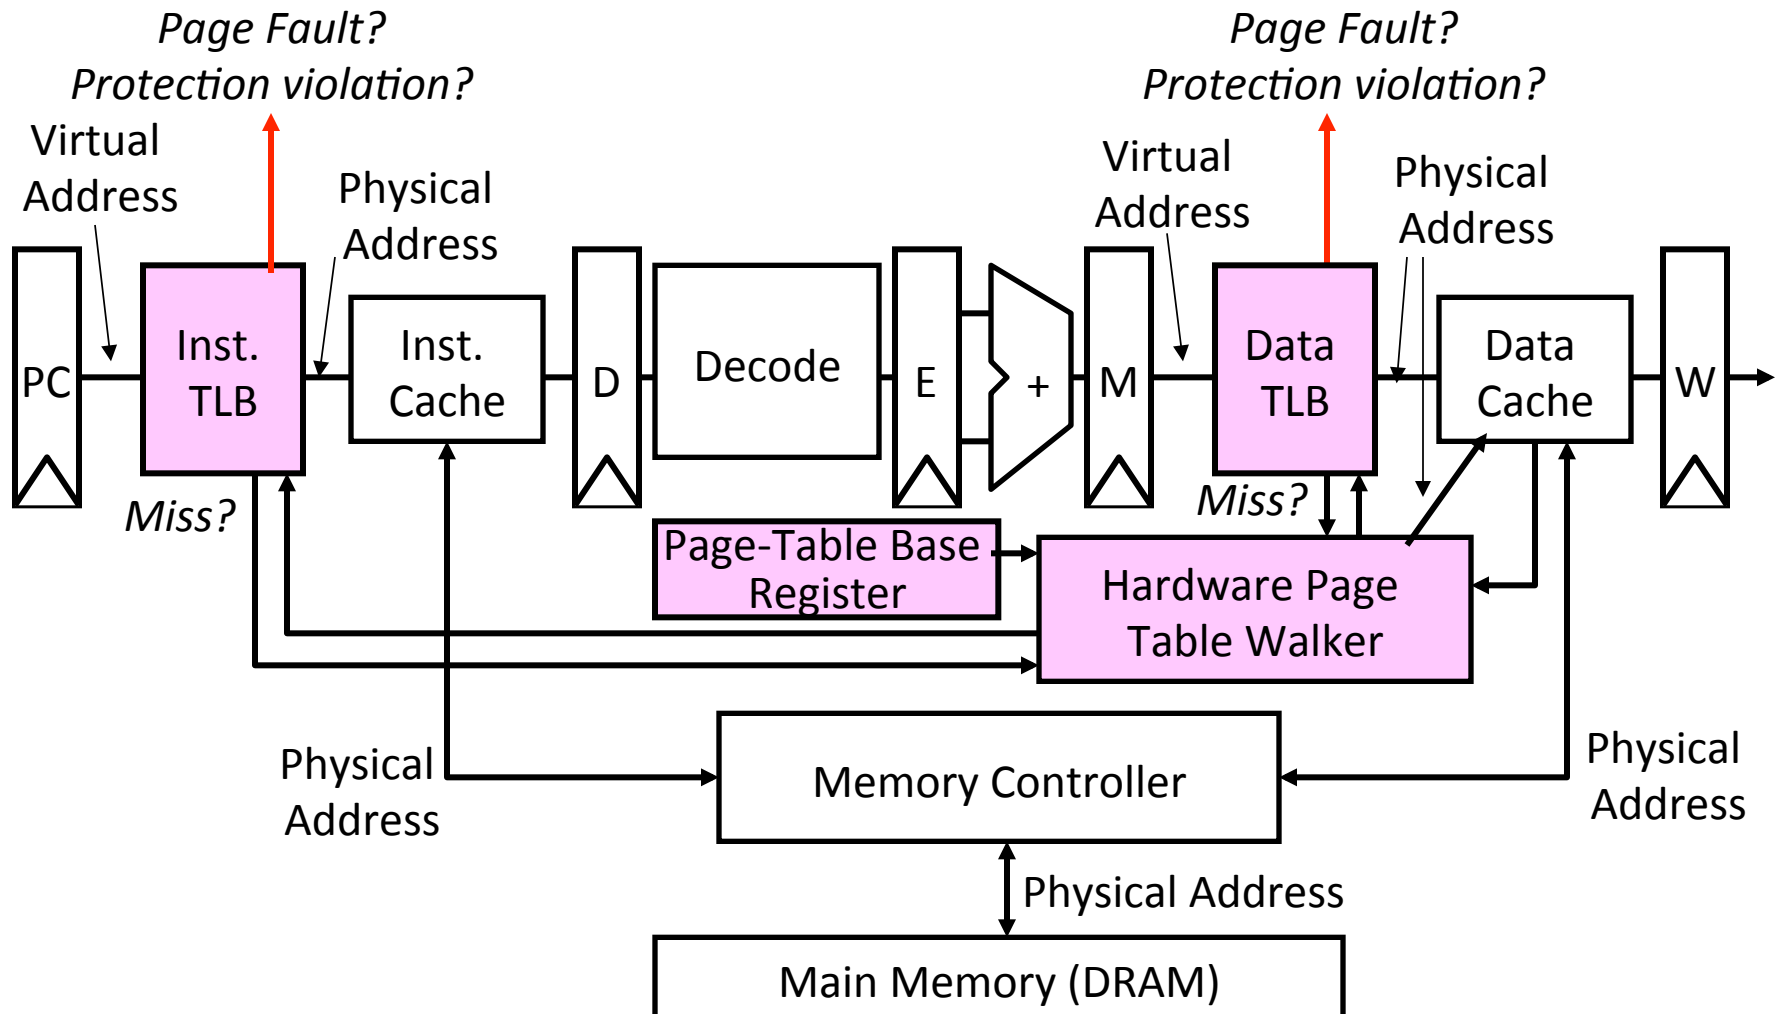 Page Fault?
Protection violation?
Page Fault?
Protection violation?
Virtual
Address
Physical
Address
Virtual
Address
Physical
Address
PC
Inst.
TLB
Inst.
Cache
D
Decode
E
+
M
Data
TLB
Data
Cache
W
Miss?
Miss?
Page-Table Base
Register
Hardware Page
Table Walker
Physical
Address
Memory Controller
Physical
Address
Physical Address
Main Memory (DRAM)